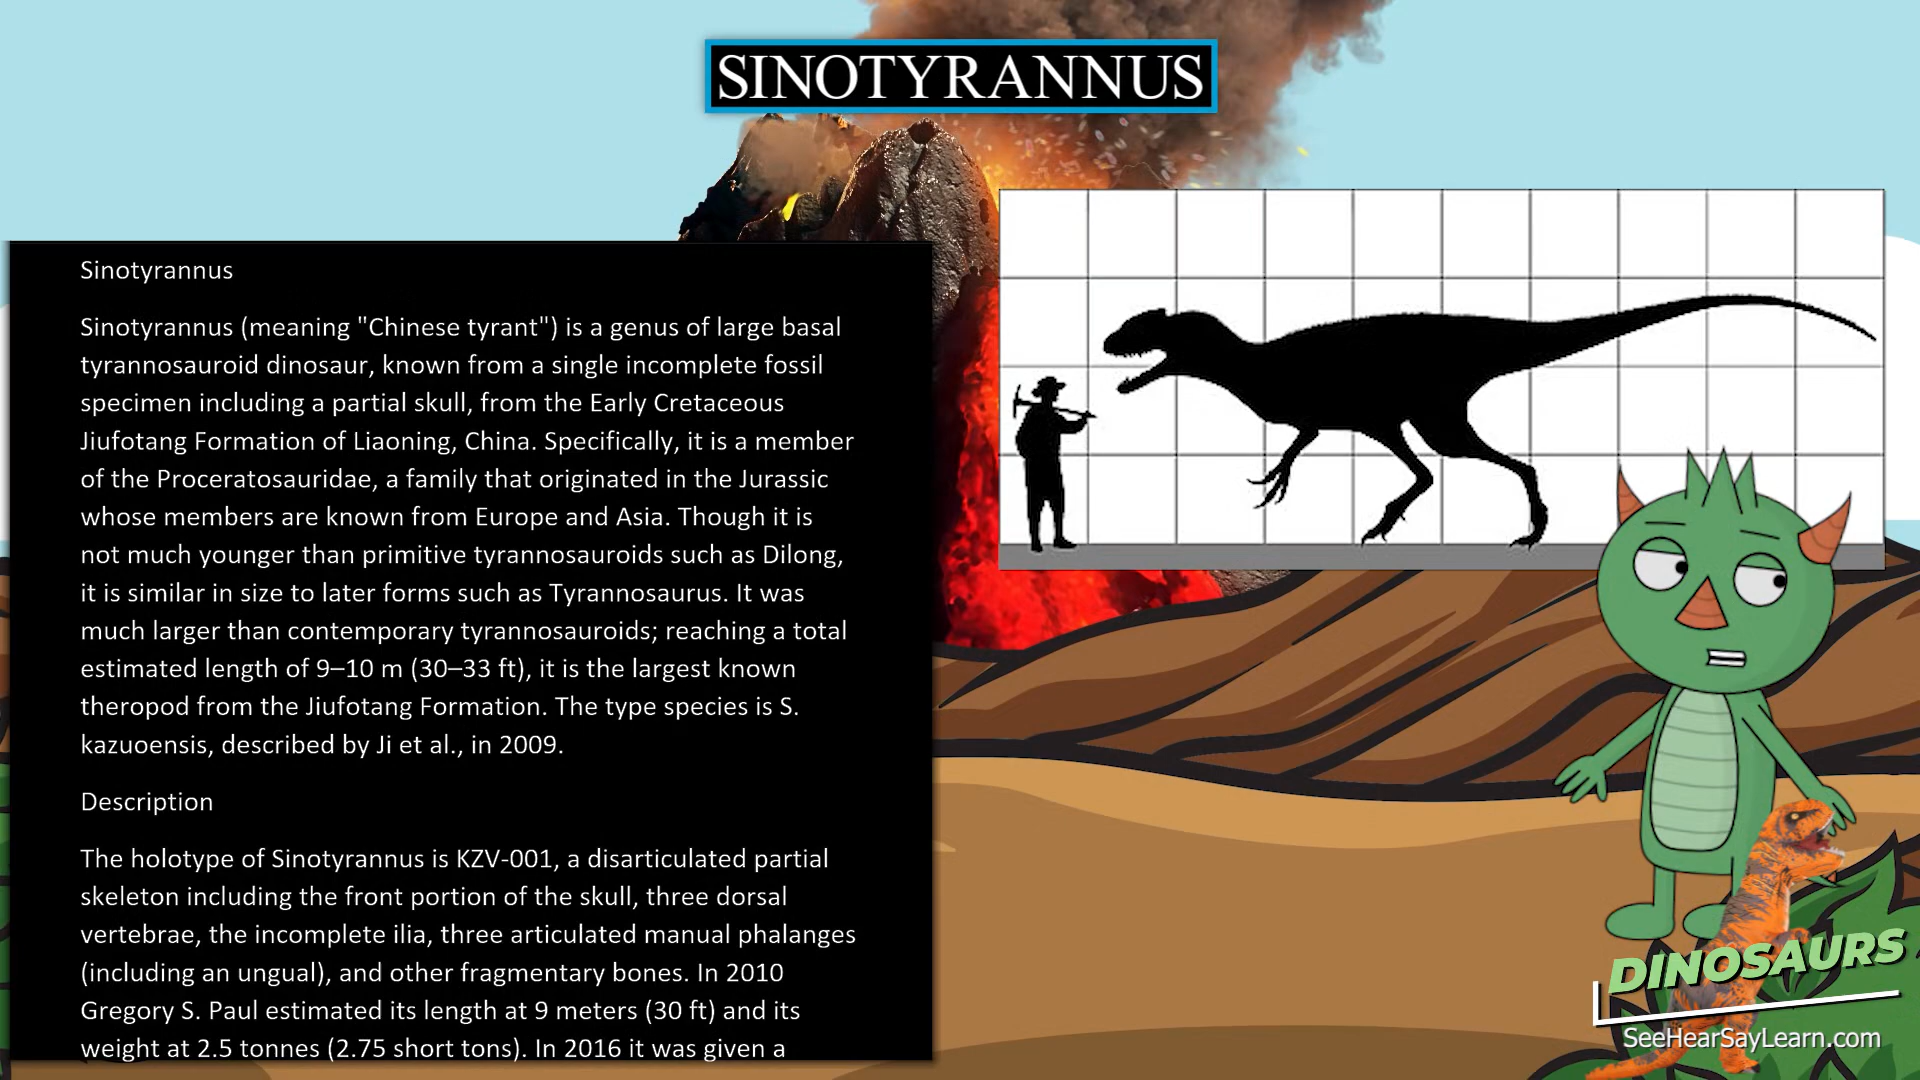 SINOTYRANNUS
Sinotyrannus
Sinotyrannus (meaning "Chinese tyrant") is a genus of large basal
tyrannosauroid dinosaur, known from a single incomplete fossil
specimen including a partial skull, from the Early Cretaceous
Jiufotang Formation of Liaoning, China. Specifically, it is a member
of the Proceratosauridae, a family that originated in the Jurassic
whose members are known from Europe and Asia. Though it is
not much younger than primitive tyrannosauroids such as Dilong,
it is similar in size to later forms such as Tyrannosaurus. It was
much larger than contemporary tyrannosauroids; reaching a total
estimated length of 9–10 m (30–33 ft), it is the largest known
theropod from the Jiufotang Formation. The type species is S.
kazuoensis, described by Ji et al., in 2009.
Description
The holotype of Sinotyrannus is KZV-001, a disarticulated partial
skeleton including the front portion of the skull, three dorsal
vertebrae, the incomplete ilia, three articulated manual phalanges
(including an ungual), and other fragmentary bones. In 2010
Gregory S. Paul estimated its length at 9 meters (30 ft) and its
weight at 2.5 tonnes (2.75 short tons). In 2016 it was given a
DINOSAURS
SeeHearSayLearn.com